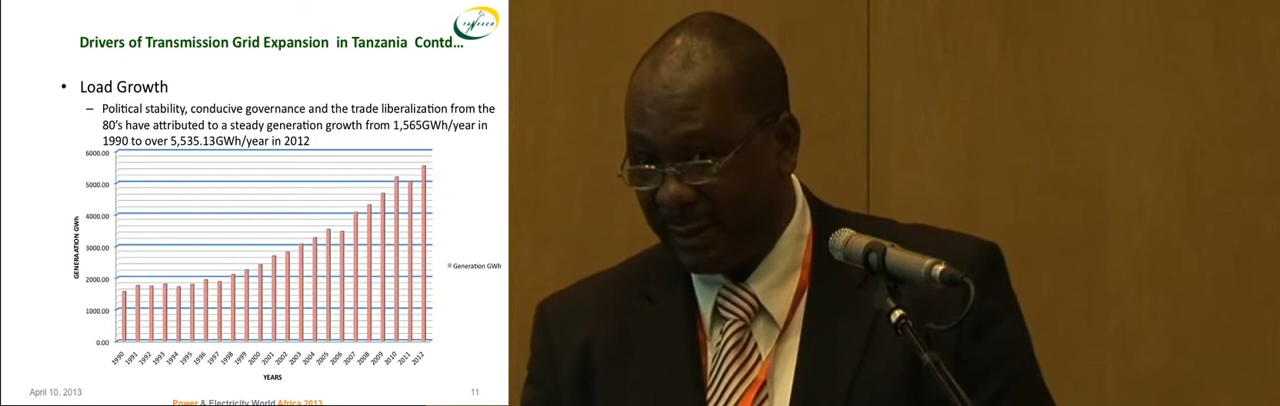 TANESCO
Drivers of Transmission Grid Expansion in Tanzania Contd...
• Load Growth
– Political stability, conducive governance and the trade liberalization from the
80's have attributed to a steady generation growth from 1,565GWh/year in
1990 to over 5,535.13GWh/year in 2012
6000.00
5000.00
4000.00
3000.00
2000.00
1000.00
0.00
GENERAATION GWh
Generation GWh
1990 1991 1992 1993 1994 1995 1996 1997 1998 1999 2000 2001 2002 2003 2004 2005 2006 2007 2008 2009 2010 2011 2012
YEARS
April 10, 2013
11
Power & Electricity World Africa 2013